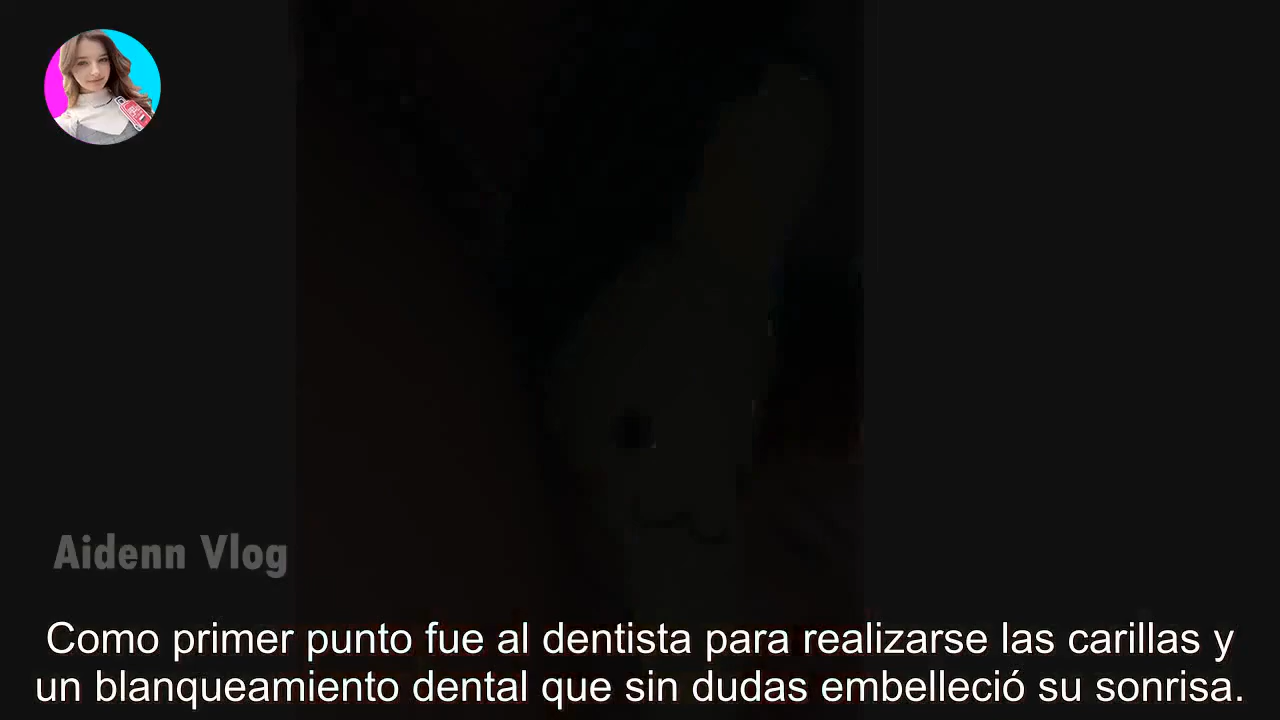 Aidenn Vlog
Como primer punto fue al dentista para realizarse las carillas y
un blanqueamiento dental que sin dudas embelleció su sonrisa.